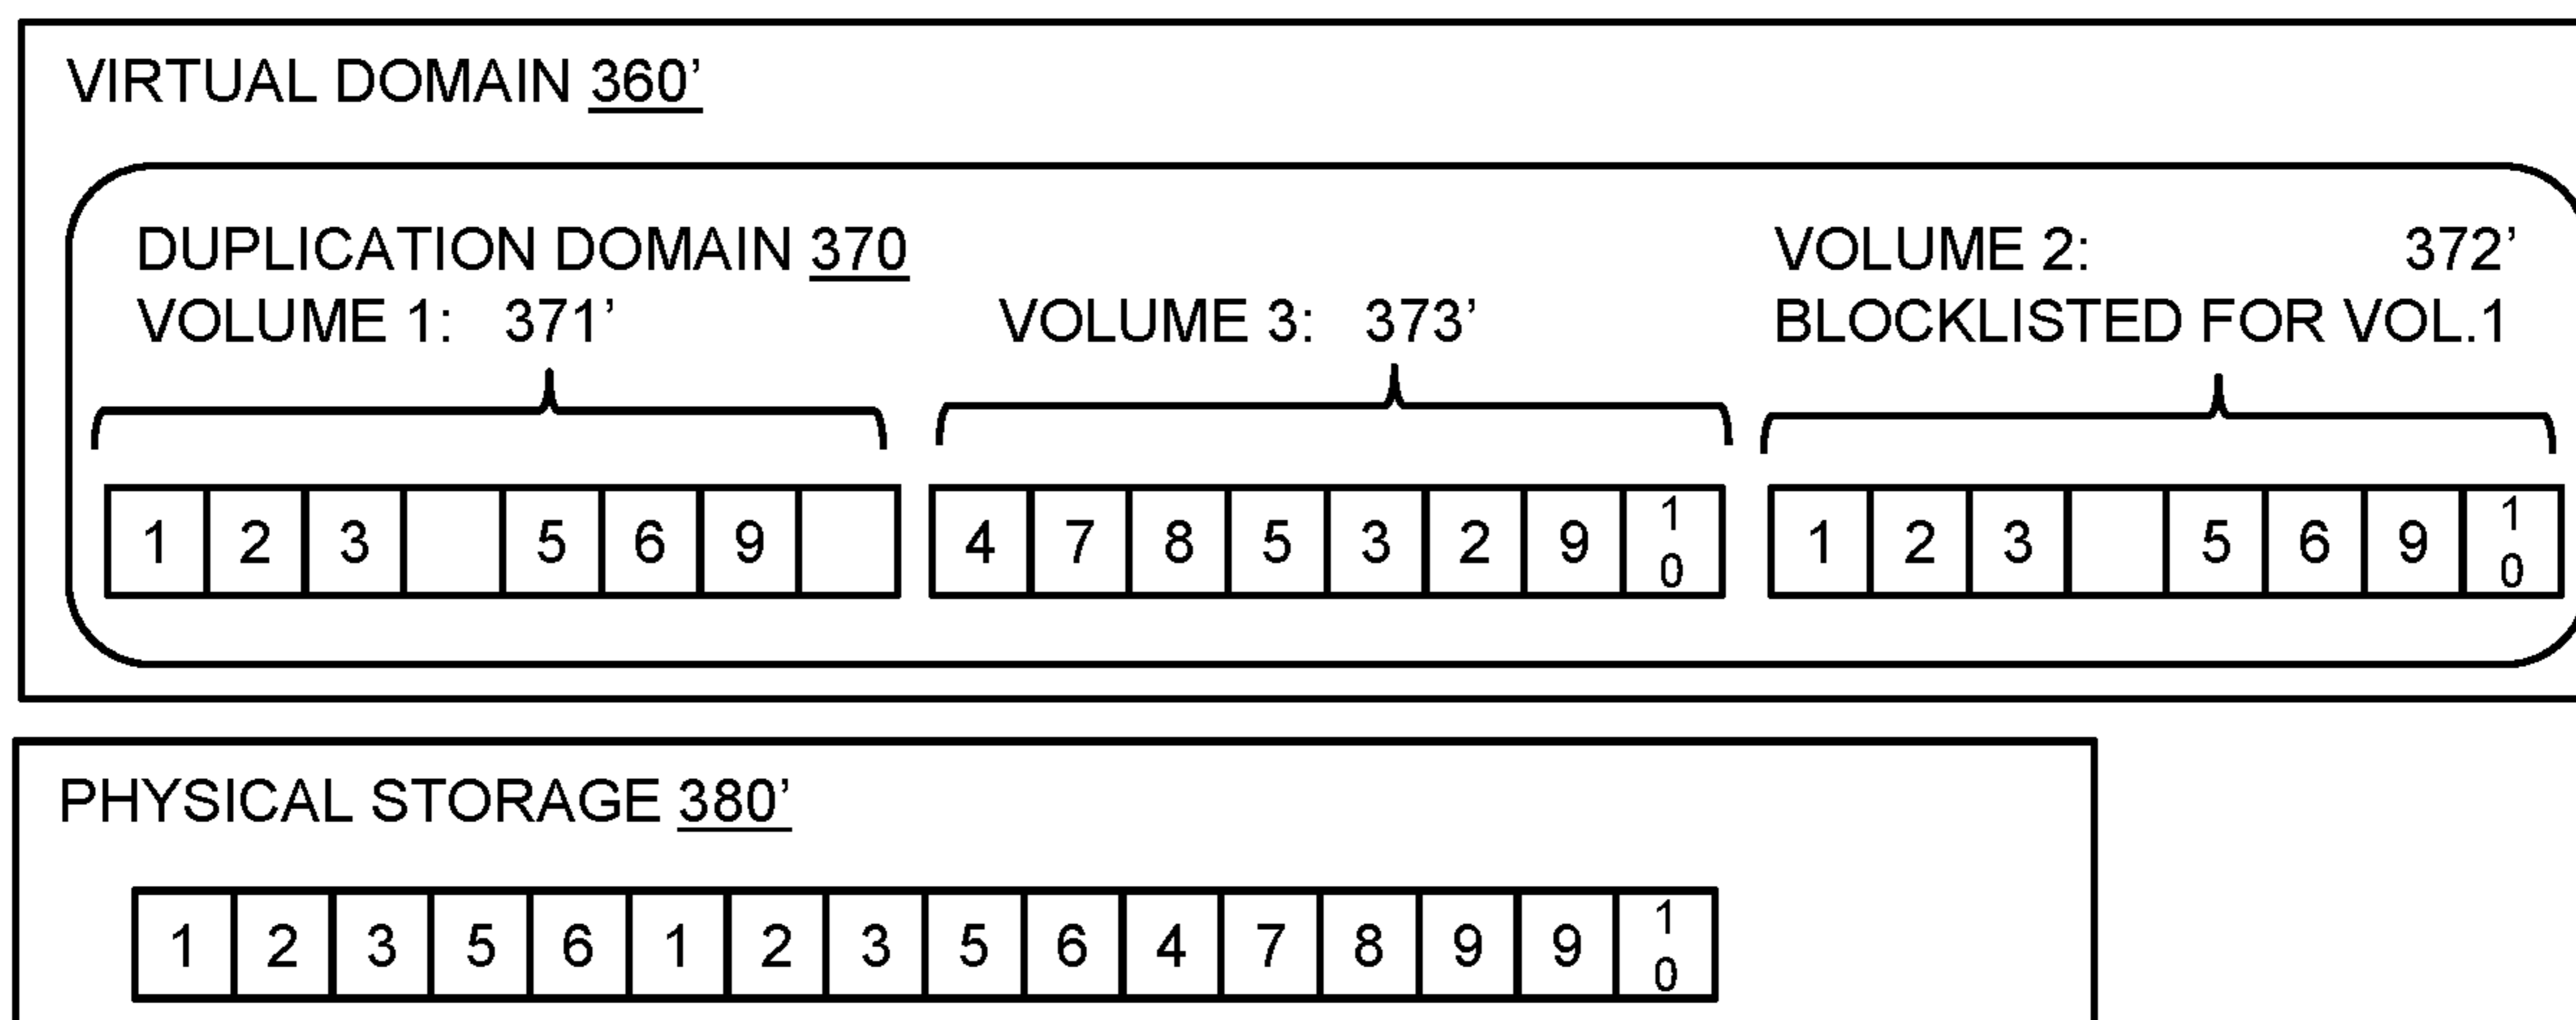 VIRTUAL DOMAIN 360’
DUPLICATION DOMAIN 370
VOLUME 1: 371’
VOLUME 3: 373’
VOLUME 2: 372’
BLOCKLISTED FOR VOL.1
1 2 3 5 6 9
4 7 8 5 3 2 9 10
1 2 3 5 6 9 10
PHYSICAL STORAGE 380’
1 2 3 5 6 1 2 3 5 6 4 7 8 9 9 10